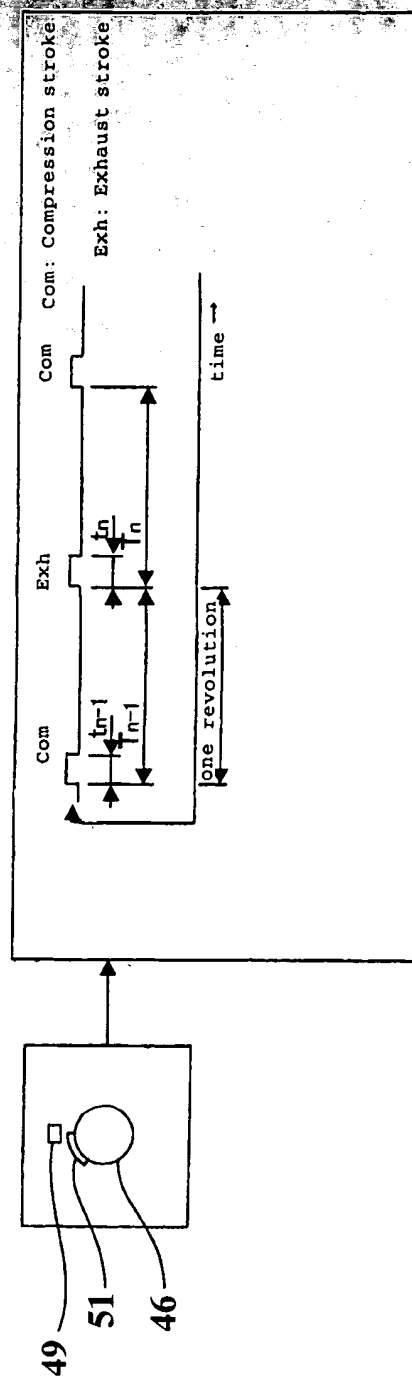 Com: Compression stroke
Exh: Exhaust stroke
Com Exh Com
tn-1 tn
Tn-1 Tn
one revolution
time →
49
51
46